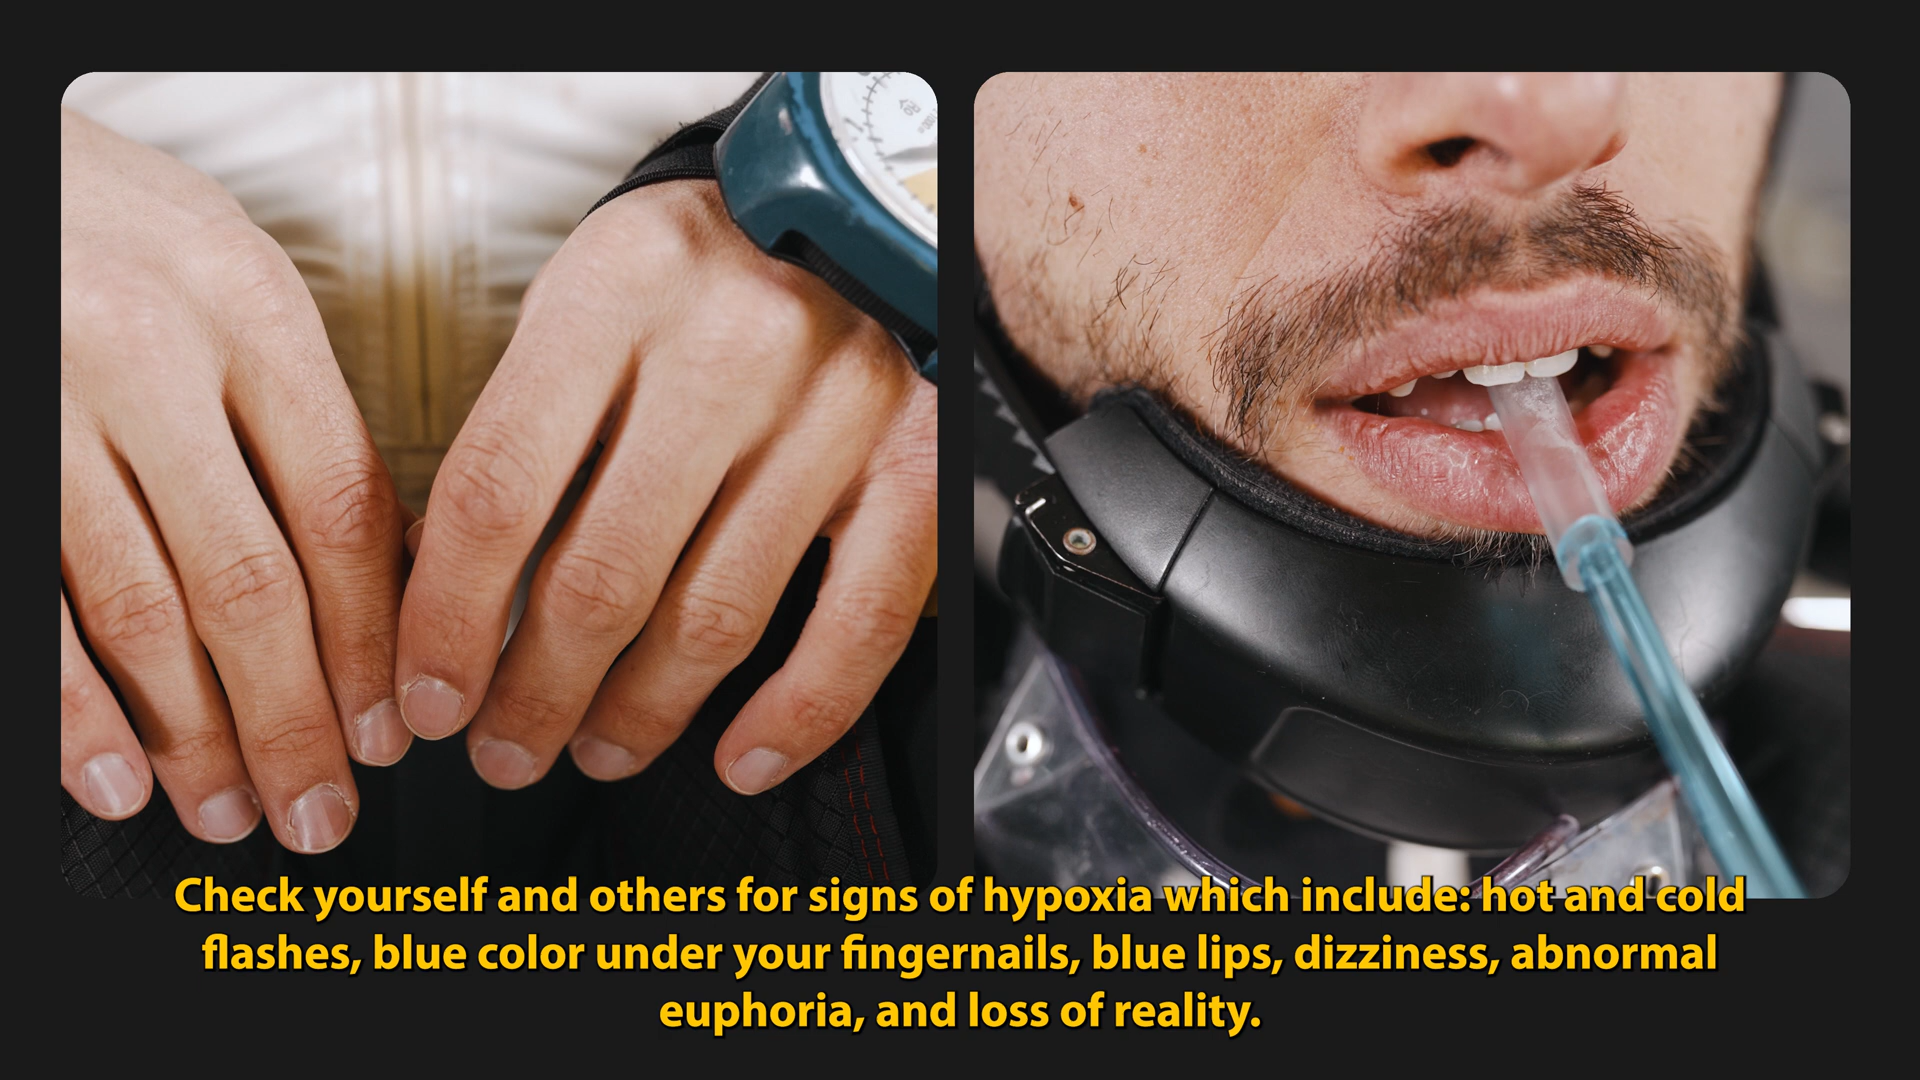 Check yourself and others for signs of hypoxia which include: hot and cold
flashes, blue color under your fingernails, blue lips, dizziness, abnormal
euphoria, and loss of reality.